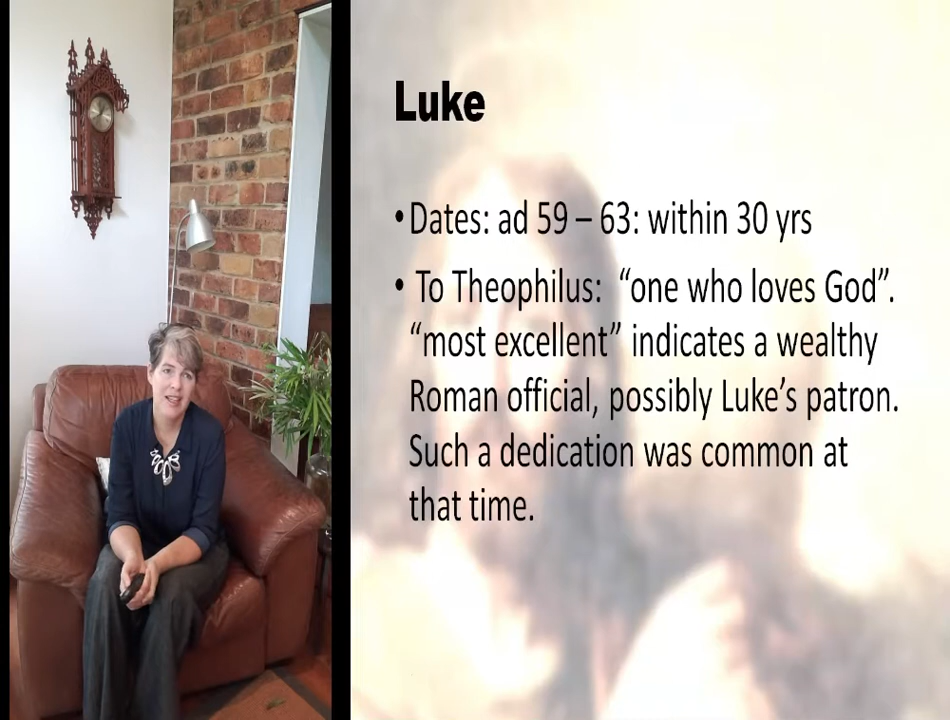 Luke
•Dates: ad 59 – 63: within 30 yrs
• To Theophilus:  “one who loves God”.
“most excellent” indicates a wealthy
Roman official, possibly Luke’s patron.
Such a dedication was common at
that time.